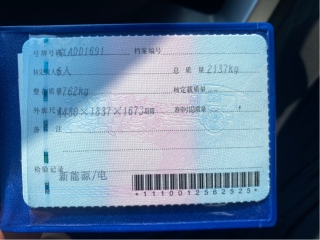 号牌号码 AADD1691 档案编号
核定载人数 5人 总质量 2137kg
整备质量 1762kg 核定载质量
外廓尺寸 4480×1837×1673mm 准牵引总质量
备注
检验记录
新能源/电
*1110012562525*